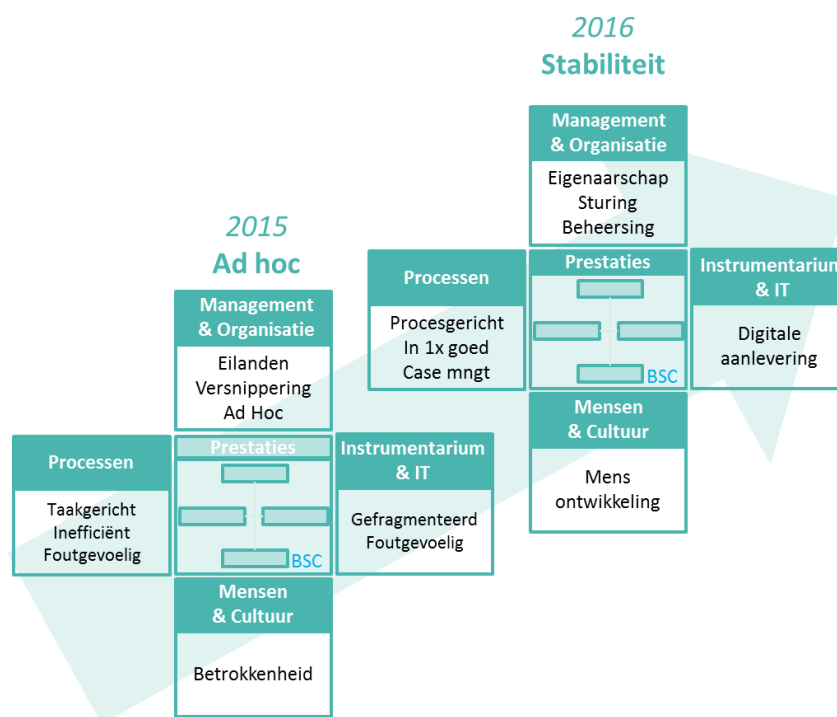 2015
Ad hoc
Management
& Organisatie
Eilanden
Versnippering
Ad Hoc
Processen
Taakgericht
Inefficiënt
Foutgevoelig
Prestaties
BSC
Instrumentarium
& IT
Gefragmenteerd
Foutgevoelig
Mensen
& Cultuur
Betrokkenheid
2016
Stabiliteit
Management
& Organisatie
Eigenaarschap
Sturing
Beheersing
Processen
Procesgericht
In 1x goed
Case mngt
Prestaties
BSC
Instrumentarium
& IT
Digitale
aanlevering
Mensen
& Cultuur
Mens
ontwikkeling